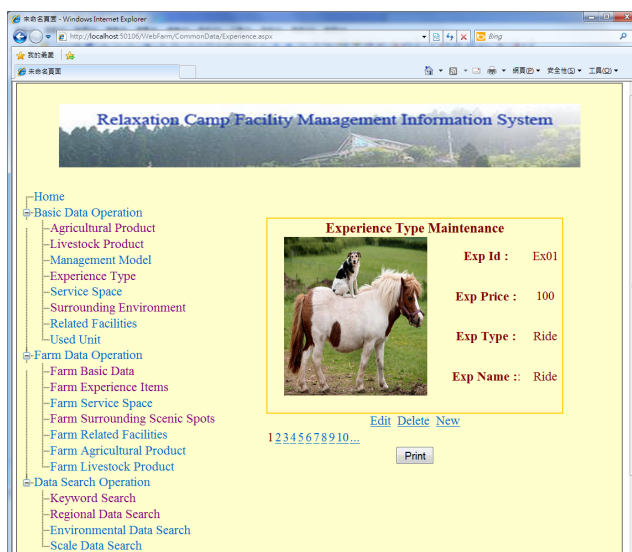 未命名頁面 - Windows Internet Explorer
http://localhost:50106/WebFarm/CommonData/Experience.aspx
Bing
我的最愛
未命名頁面
網頁(P) 安全性(S) 工具(O)
Relaxation Camp Facility Management Information System
Home
Basic Data Operation
Agricultural Product
Livestock Product
Management Model
Experience Type
Service Space
Surrounding Environment
Related Facilities
Used Unit
Farm Data Operation
Farm Basic Data
Farm Experience Items
Farm Service Space
Farm Surrounding Scenic Spots
Farm Related Facilities
Farm Agricultural Product
Farm Livestock Product
Data Search Operation
Keyword Search
Regional Data Search
Environmental Data Search
Scale Data Search
Experience Type Maintenance
Exp Id : Ex01
Exp Price : 100
Exp Type : Ride
Exp Name :: Ride
Edit Delete New
1 2 3 4 5 6 7 8 9 10 ...
Print